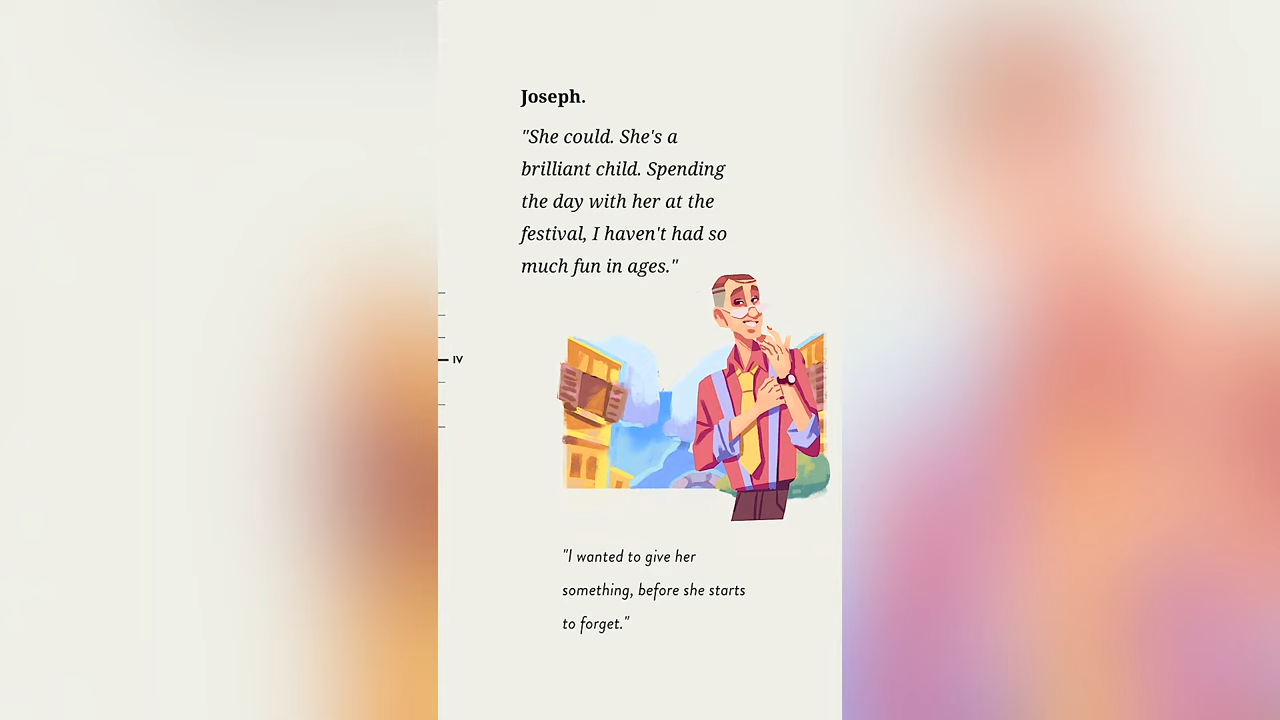 Joseph.
"She could. She's a
brilliant child. Spending
the day with her at the
festival, I haven't had so
much fun in ages."
IV
"I wanted to give her
something, before she starts
to forget."